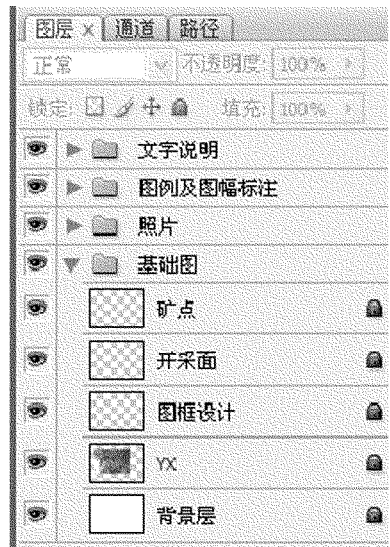 图层 × 通道 路径
正常 不透明度: 100%
锁定: 填充: 100%
文字说明
图例及图幅标注
照片
基础图
矿点
开采面
图框设计
YX
背景层